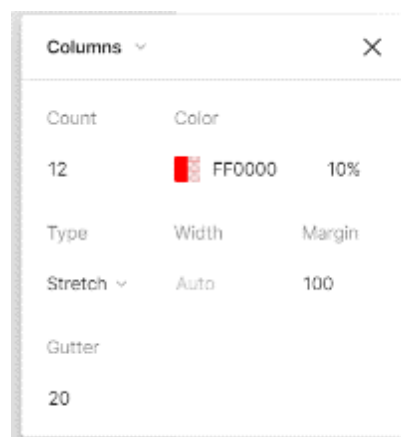 Columns
Count Color
12 FF0000 10%
Type Width Margin
Stretch Auto 100
Gutter
20